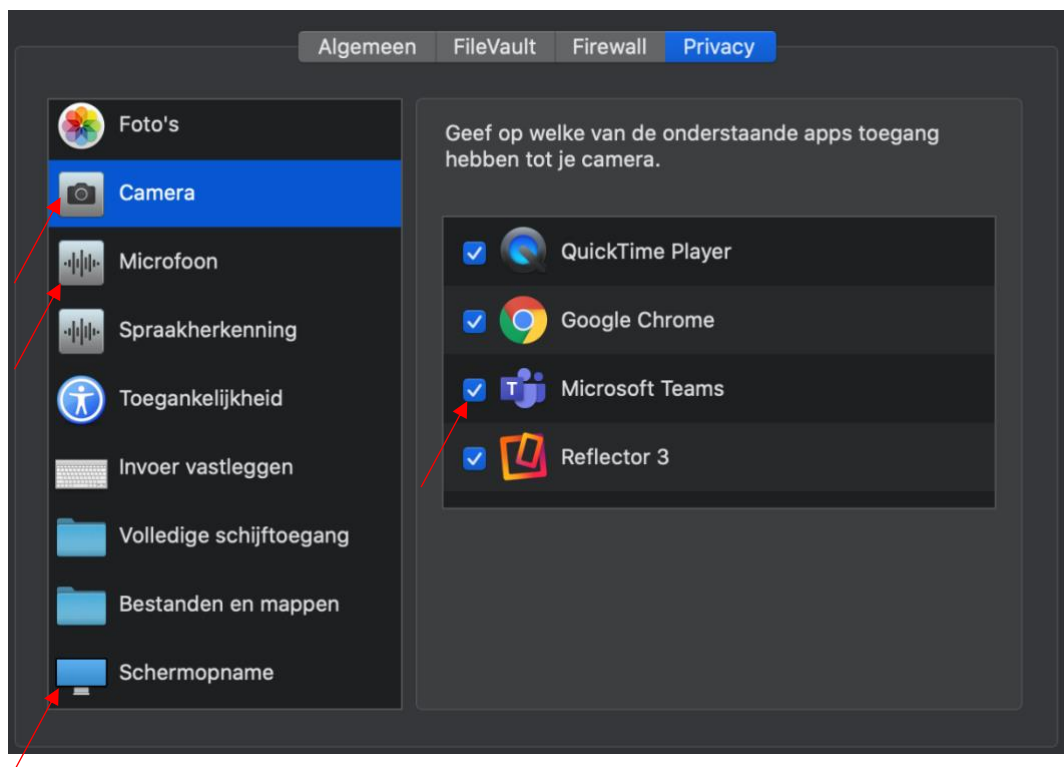 Algemeen FileVault Firewall Privacy
Foto's
Camera
Microfoon
Spraakherkenning
Toegankelijkheid
Invoer vastleggen
Volledige schijftoegang
Bestanden en mappen
Schermopname
Geef op welke van de onderstaande apps toegang
hebben tot je camera.
QuickTime Player
Google Chrome
Microsoft Teams
Reflector 3